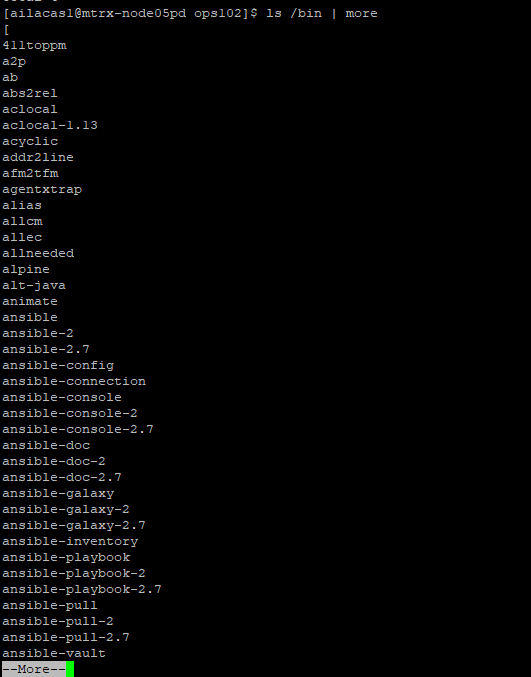 [ailacas1@mtrx-node05pd ops102]$ ls /bin | more
[
411toppm
a2p
ab
abs2rel
aclocal
aclocal-1.13
acyclic
addr2line
afm2tfm
agentxtrap
alias
allcm
allec
allneeded
alpine
alt-java
animate
ansible
ansible-2
ansible-2.7
ansible-config
ansible-connection
ansible-console
ansible-console-2
ansible-console-2.7
ansible-doc
ansible-doc-2
ansible-doc-2.7
ansible-galaxy
ansible-galaxy-2
ansible-galaxy-2.7
ansible-inventory
ansible-playbook
ansible-playbook-2
ansible-playbook-2.7
ansible-pull
ansible-pull-2
ansible-pull-2.7
ansible-vault
--More--